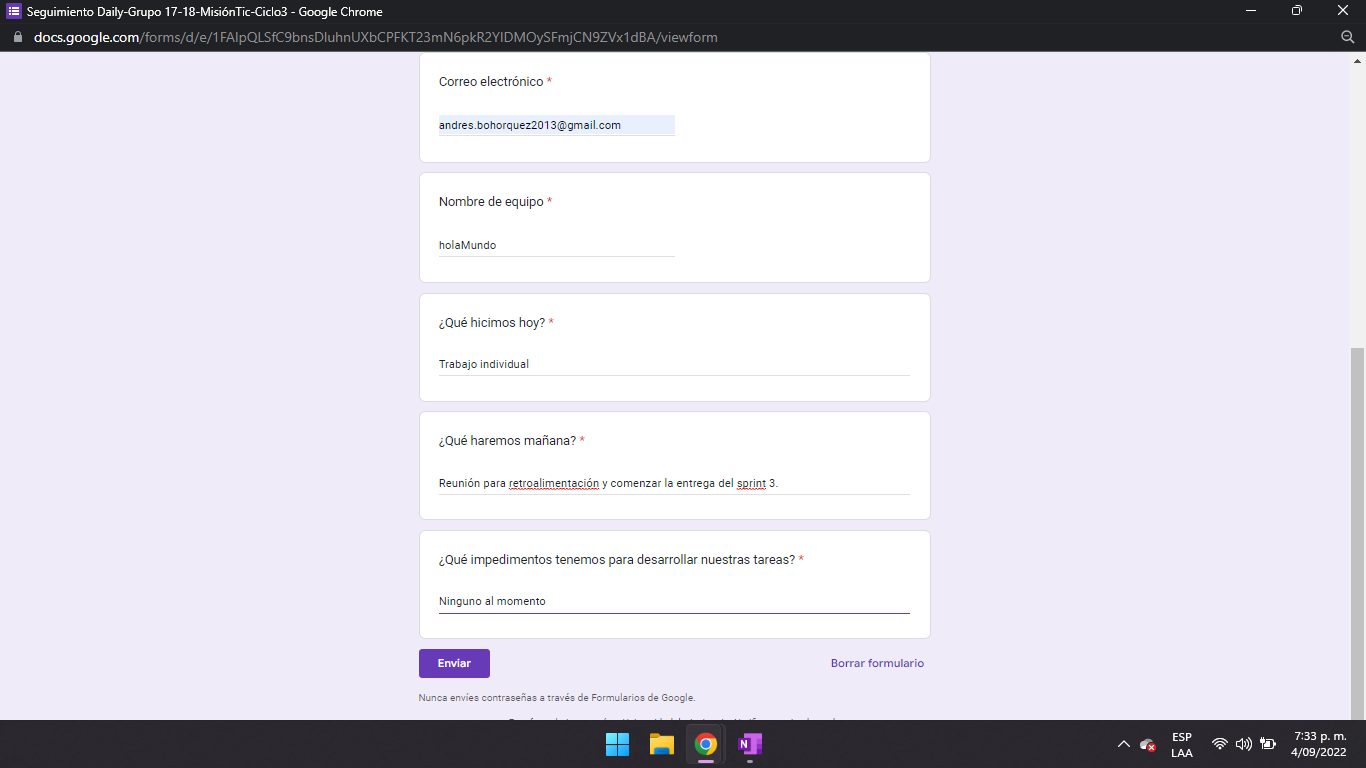 Seguimiento Daily-Grupo 17-18-MisiónTic-Ciclo3 - Google Chrome
docs.google.com/forms/d/e/1FAIpQLSfC9bnsDluhnUXbCPFKT23mN6pkR2YIDMOySFmjCN9ZVx1dBA/viewform
Correo electrónico *
andres.bohorquez2013@gmail.com
Nombre de equipo *
holaMundo
¿Qué hicimos hoy? *
Trabajo individual
¿Qué haremos mañana? *
Reunión para retroalimentación y comenzar la entrega del sprint 3.
¿Qué impedimentos tenemos para desarrollar nuestras tareas? *
Ninguno al momento
Enviar
Borrar formulario
Nunca envíes contraseñas a través de Formularios de Google.
ESP
LAA
7:33 p. m.
4/09/2022